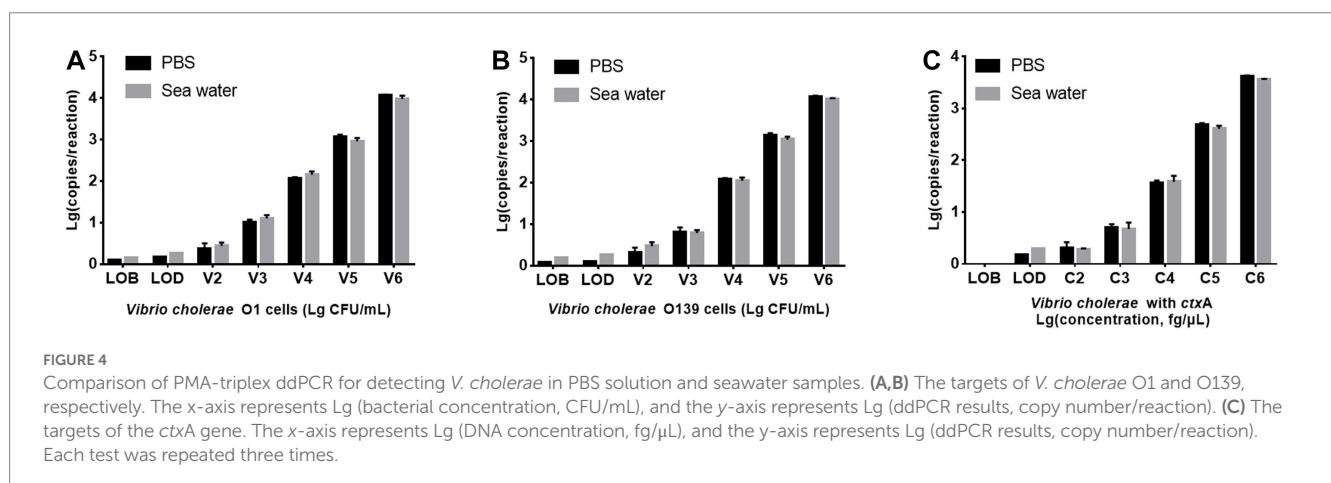 A
5
4
3
2
1
0
Lg(copies/reaction)
PBS
Sea water
LOB LOD V2 V3 V4 V5 V6
Vibrio cholerae O1 cells (Lg CFU/mL)
B
5
4
3
2
1
0
Lg(copies/reaction)
PBS
Sea water
LOB LOD V2 V3 V4 V5 V6
Vibrio cholerae O139 cells (Lg CFU/mL)
C
4
3
2
1
0
Lg(copies/reaction)
PBS
Sea water
LOB LOD C2 C3 C4 C5 C6
Vibrio cholerae with ctxA
Lg(concentration, fg/µL)
FIGURE 4
Comparison of PMA-triplex ddPCR for detecting V. cholerae in PBS solution and seawater samples. (A,B) The targets of V. cholerae O1 and O139,
respectively. The x-axis represents Lg (bacterial concentration, CFU/mL), and the y-axis represents Lg (ddPCR results, copy number/reaction). (C) The
targets of the ctxA gene. The x-axis represents Lg (DNA concentration, fg/µL), and the y-axis represents Lg (ddPCR results, copy number/reaction).
Each test was repeated three times.